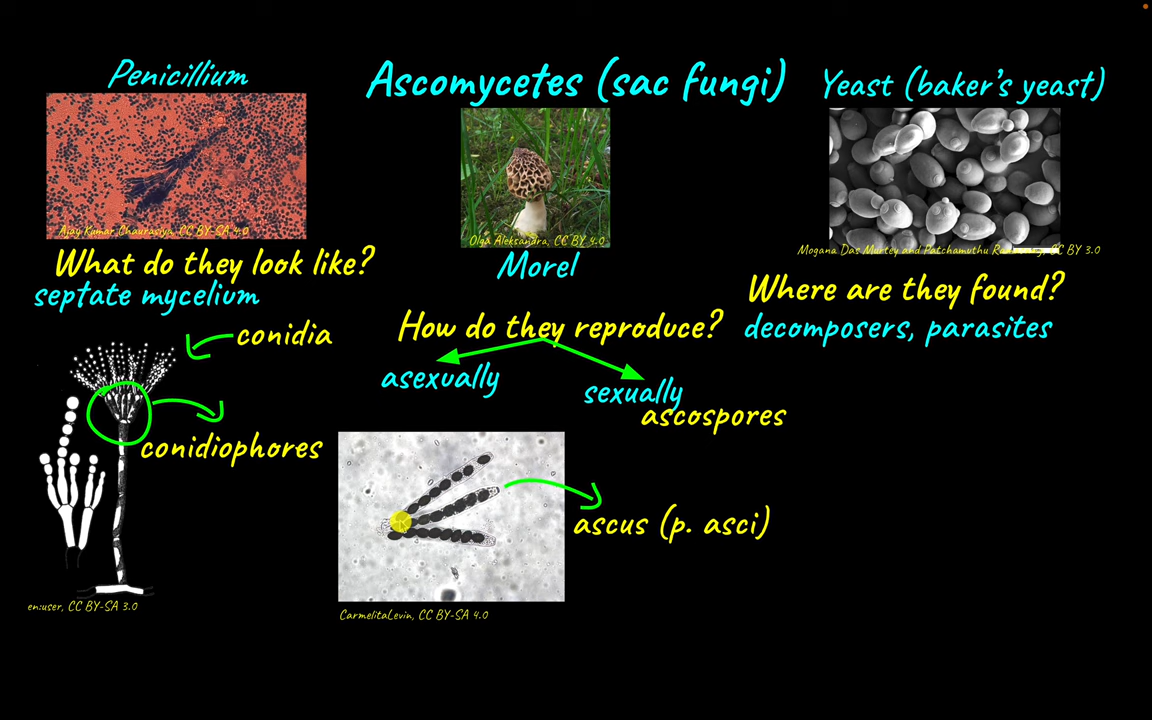 Penicillium
Ascomycetes (sac fungi)
Yeast (baker's yeast)
Ajay Kumar Chaurasiya, CC BY-SA 4.0
Olga Aleksandra, CC BY 4.0
Mogana Das Murtey and Patchamuthu CC BY 3.0
What do they look like?
septate mycelium
Morel
Where are they found?
decomposers, parasites
How do they reproduce?
conidia
asexually
sexually
ascospores
conidiophores
ascus (p. asci)
en:user, CC BY-SA 3.0
CarmelitaLevin, CC BY-SA 4.0